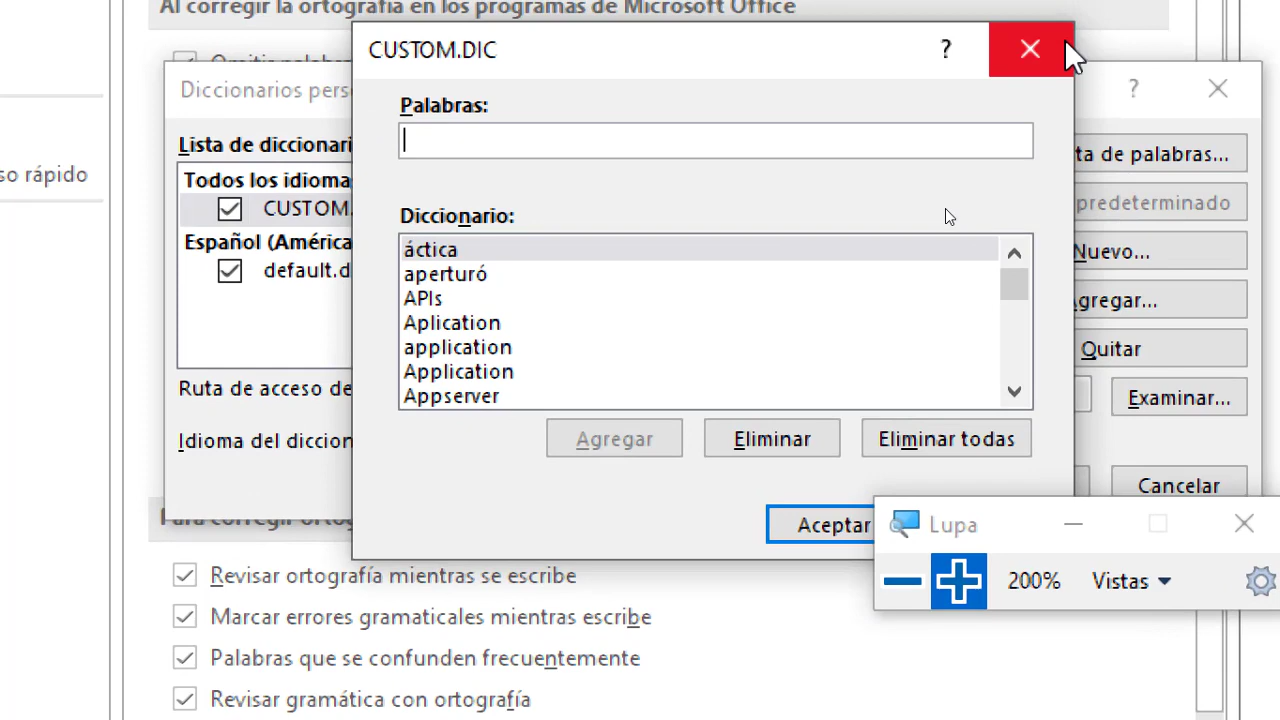 Al corregir la ortografía en los programas de Microsoft Office
CUSTOM.DIC
?
Diccionarios pers
?
Palabras:
Lista de diccionari
ta de palabras...
Todos los idioma
so rápido
CUSTOM.
predeterminado
Diccionario:
Español (América
áctica
Nuevo...
default.d
aperturó
APIs
Agregar...
Aplication
application
Quitar
Application
Ruta de acceso de
Appserver
Examinar...
Idioma del diccion
Agregar
Eliminar
Eliminar todas
Cancelar
Aceptar
Lupa
Revisar ortografía mientras se escribe
200%
Vistas
Marcar errores gramaticales mientras escribe
Palabras que se confunden frecuentemente
Revisar gramática con ortografía